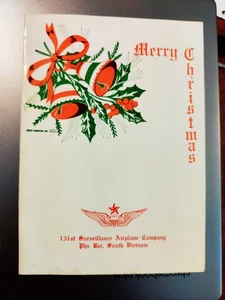 Merry Christmas
131st Surveillance Airplane Company
Phu Bai, South Vietnam